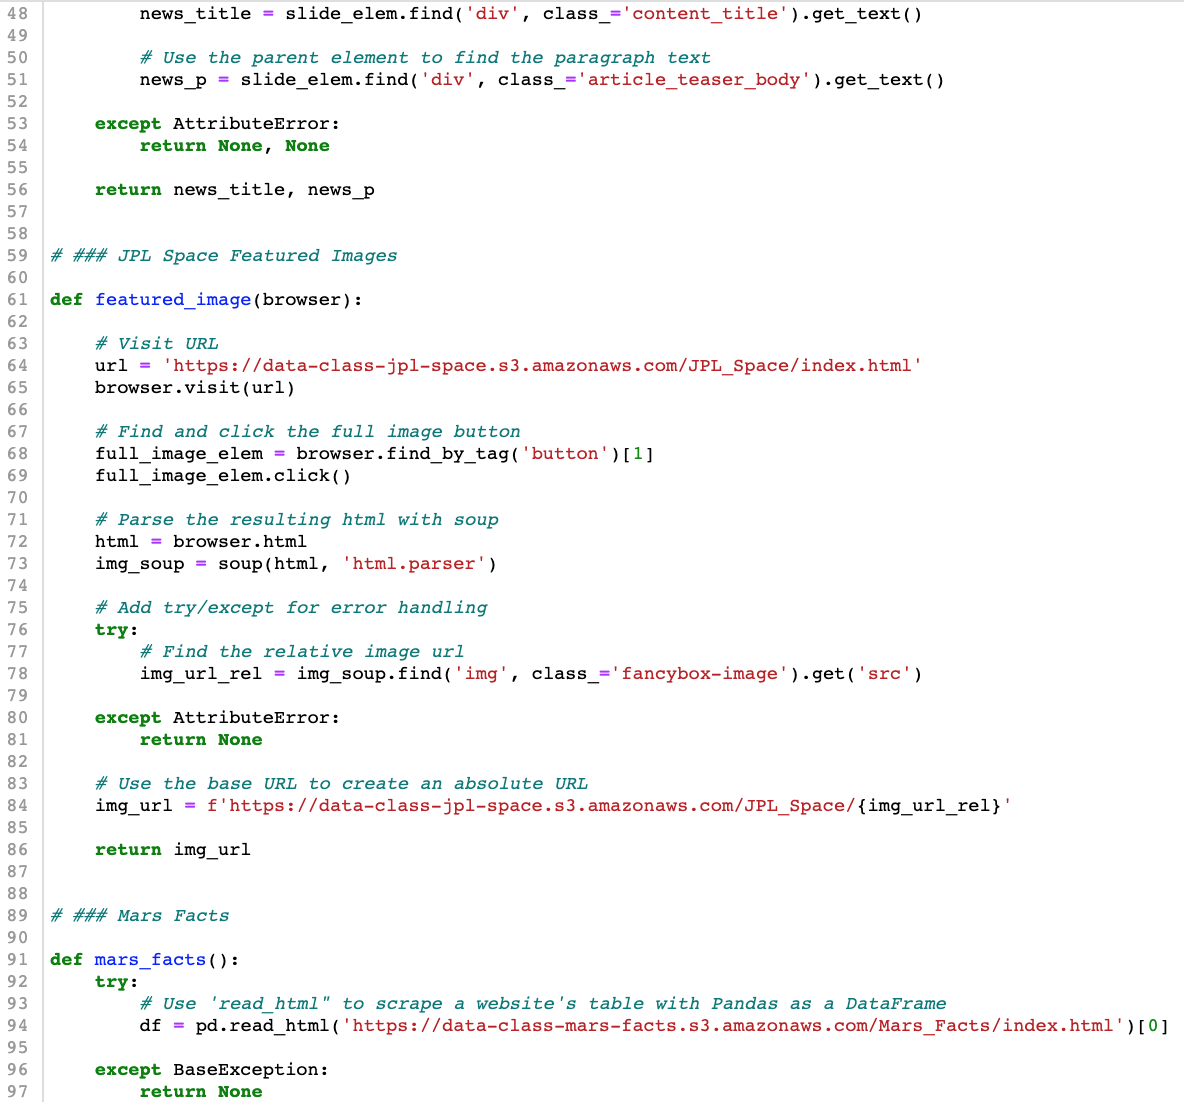 48 news_title = slide_elem.find('div', class_='content_title').get_text()
49
50 # Use the parent element to find the paragraph text
51 news_p = slide_elem.find('div', class_='article_teaser_body').get_text()
52
53 except AttributeError:
54 return None, None
55
56 return news_title, news_p
57
58
59 # ### JPL Space Featured Images
60
61 def featured_image(browser):
62
63 # Visit URL
64 url = 'https://data-class-jpl-space.s3.amazonaws.com/JPL_Space/index.html'
65 browser.visit(url)
66
67 # Find and click the full image button
68 full_image_elem = browser.find_by_tag('button')[1]
69 full_image_elem.click()
70
71 # Parse the resulting html with soup
72 html = browser.html
73 img_soup = soup(html, 'html.parser')
74
75 # Add try/except for error handling
76 try:
77 # Find the relative image url
78 img_url_rel = img_soup.find('img', class_='fancybox-image').get('src')
79
80 except AttributeError:
81 return None
82
83 # Use the base URL to create an absolute URL
84 img_url = f'https://data-class-jpl-space.s3.amazonaws.com/JPL_Space/{img_url_rel}'
85
86 return img_url
87
88
89 # ### Mars Facts
90
91 def mars_facts():
92 try:
93 # Use 'read_html" to scrape a website's table with Pandas as a DataFrame
94 df = pd.read_html('https://data-class-mars-facts.s3.amazonaws.com/Mars_Facts/index.html')[0]
95
96 except BaseException:
97 return None